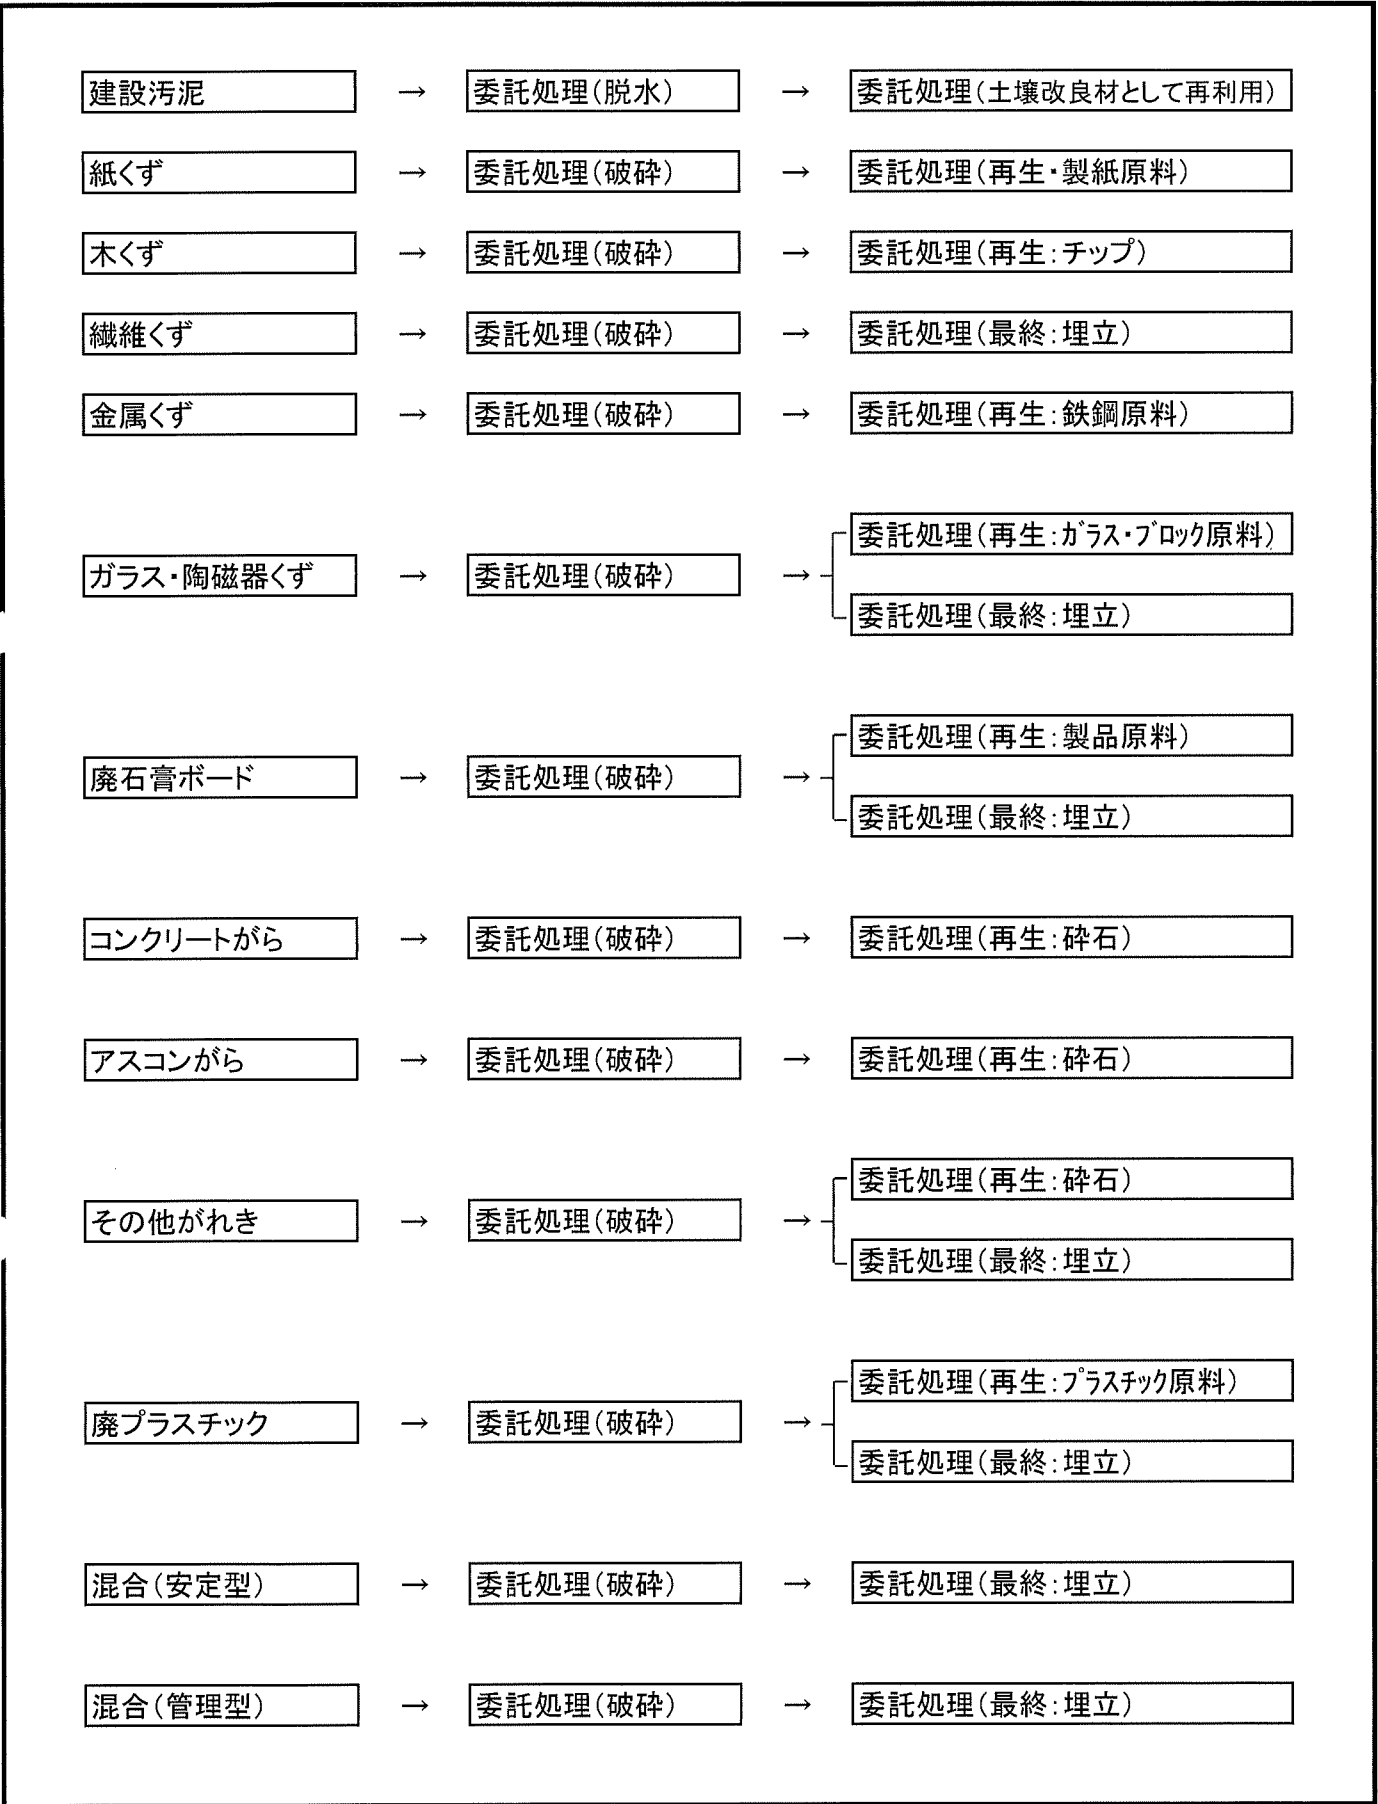 建設汚泥 → 委託処理(脱水) → 委託処理(土壌改良材として再利用)
紙くず → 委託処理(破砕) → 委託処理(再生・製紙原料)
木くず → 委託処理(破砕) → 委託処理(再生:チップ)
繊維くず → 委託処理(破砕) → 委託処理(最終:埋立)
金属くず → 委託処理(破砕) → 委託処理(再生:鉄鋼原料)
委託処理(再生:ガラス・ブロック原料)
ガラス・陶磁器くず → 委託処理(破砕) →
委託処理(最終:埋立)
委託処理(再生:製品原料)
廃石膏ボード → 委託処理(破砕) →
委託処理(最終:埋立)
コンクリートがら → 委託処理(破砕) → 委託処理(再生:砕石)
アスコンがら → 委託処理(破砕) → 委託処理(再生:砕石)
委託処理(再生:砕石)
その他がれき → 委託処理(破砕) →
委託処理(最終:埋立)
委託処理(再生:プラスチック原料)
廃プラスチック → 委託処理(破砕) →
委託処理(最終:埋立)
混合(安定型) → 委託処理(破砕) → 委託処理(最終:埋立)
混合(管理型) → 委託処理(破砕) → 委託処理(最終:埋立)